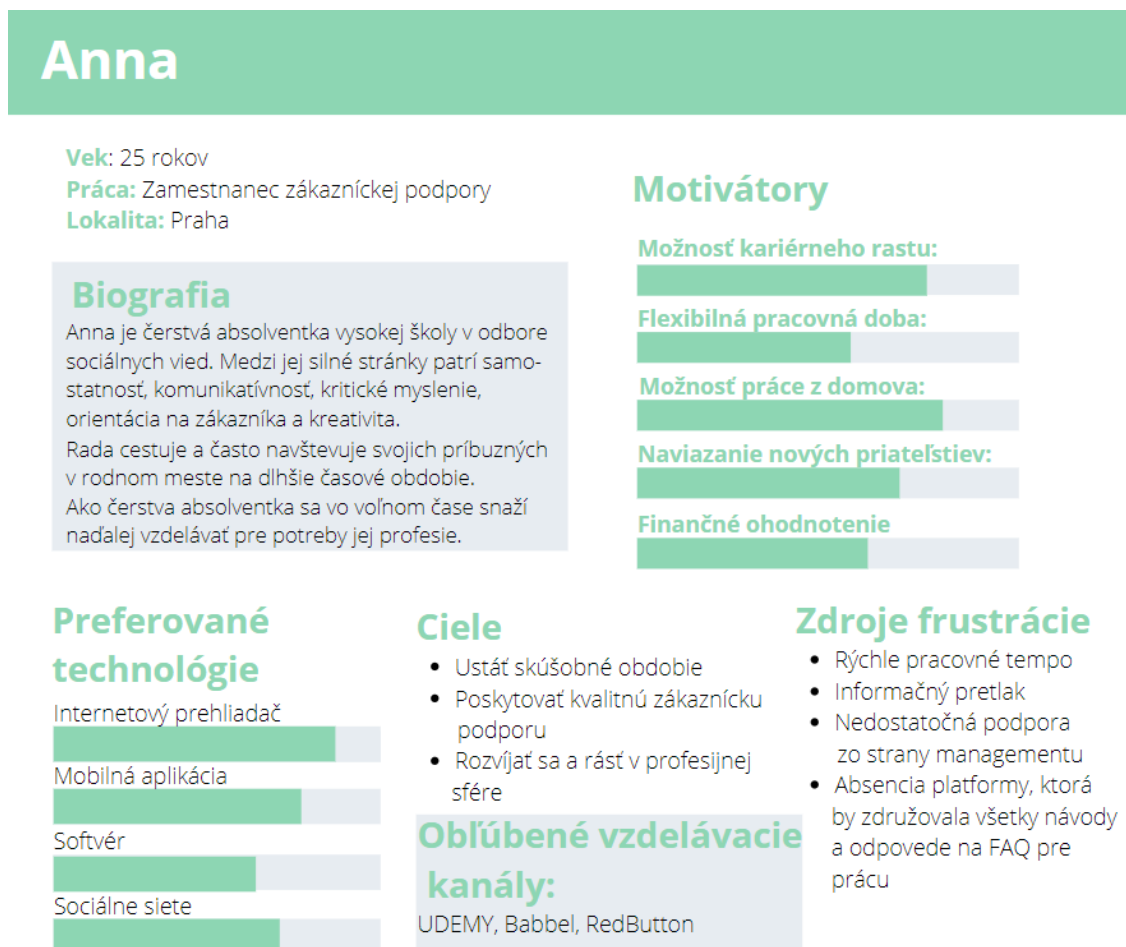 Anna
Vek: 25 rokov
Práca: Zamestnanec zákazníckej podpory
Lokalita: Praha
Biografia
Anna je čerstvá absolventka vysokej školy v odbore
sociálnych vied. Medzi jej silné stránky patrí samo-
statnosť, komunikatívnosť, kritické myslenie,
orientácia na zákazníka a kreativita.
Rada cestuje a často navštevuje svojich príbuzných
v rodnom meste na dlhšie časové obdobie.
Ako čerstva absolventka sa vo voľnom čase snaží
naďalej vzdelávať pre potreby jej profesie.
Motivátory
Možnosť kariérneho rastu:
Flexibilná pracovná doba:
Možnosť práce z domova:
Naviazanie nových priateľstiev:
Finančné ohodnotenie
Preferované
technológie
Internetový prehliadač
Mobilná aplikácia
Softvér
Sociálne siete
Ciele
• Ustáť skúšobné obdobie
• Poskytovať kvalitnú zákaznícku
podporu
• Rozvíjať sa a rásť v profesijnej
sfére
Obľúbené vzdelávacie
kanály:
UDEMY, Babbel, RedButton
Zdroje frustrácie
• Rýchle pracovné tempo
• Informačný pretlak
• Nedostatočná podpora
zo strany managementu
• Absencia platformy, ktorá
by združovala všetky návody
a odpovede na FAQ pre
prácu